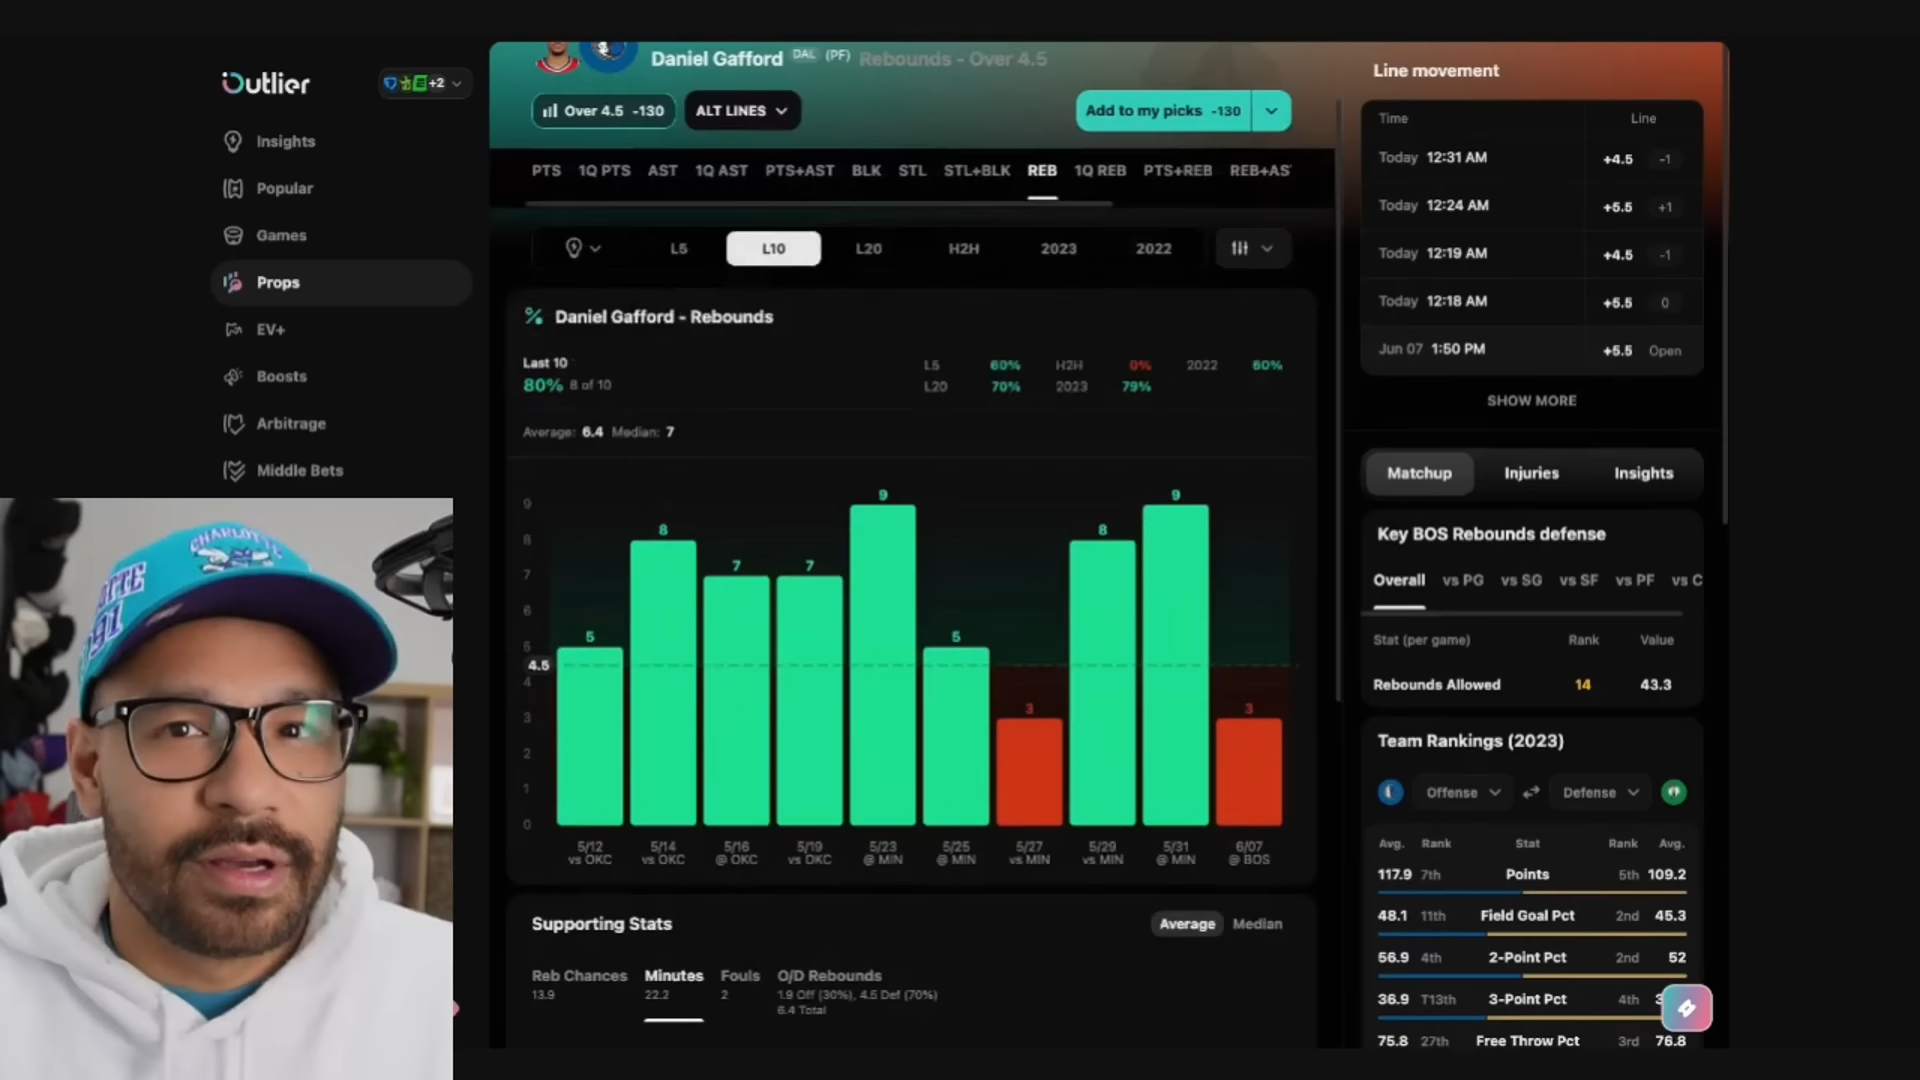 Outlier
+2
Insights
Popular
Games
Props
EV+
Boosts
Arbitrage
Middle Bets
Daniel Gafford DAL (PF) Rebounds - Over 4.5
Over 4.5 -130
ALT LINES
Add to my picks -130
PTS 1Q PTS AST 1Q AST PTS+AST BLK STL STL+BLK REB 1Q REB PTS+REB REB+AST
L5 L10 L20 H2H 2023 2022
% Daniel Gafford - Rebounds
Last 10
80% 8 of 10
L5 60% H2H 0% 2022 60%
L20 70% 2023 79%
Average: 6.4 Median: 7
9
8
7
6
5
4.5
4
3
2
1
0
5 8 7 7 9 5 3 8 9 3
5/12 5/14 5/16 5/19 5/23 5/25 5/27 5/29 5/31 6/07
vs OKC vs OKC @ OKC vs OKC @ MIN @ MIN vs MIN vs MIN @ MIN @ BOS
Supporting Stats
Average Median
Reb Chances Minutes Fouls O/D Rebounds
13.9 22.2 2 1.9 Off (30%), 4.5 Def (70%)
6.4 Total
Line movement
Time Line
Today 12:31 AM +4.5 -1
Today 12:24 AM +5.5 +1
Today 12:19 AM +4.5 -1
Today 12:18 AM +5.5 0
Jun 07 1:50 PM +5.5 Open
SHOW MORE
Matchup Injuries Insights
Key BOS Rebounds defense
Overall vs PG vs SG vs SF vs PF vs C
Stat (per game) Rank Value
Rebounds Allowed 14 43.3
Team Rankings (2023)
Offense Defense
Avg. Rank Stat Rank Avg.
117.9 7th Points 5th 109.2
48.1 11th Field Goal Pct 2nd 45.3
56.9 4th 2-Point Pct 2nd 52
36.9 T13th 3-Point Pct 4th
75.8 27th Free Throw Pct 3rd 76.8
CHARLOTTE